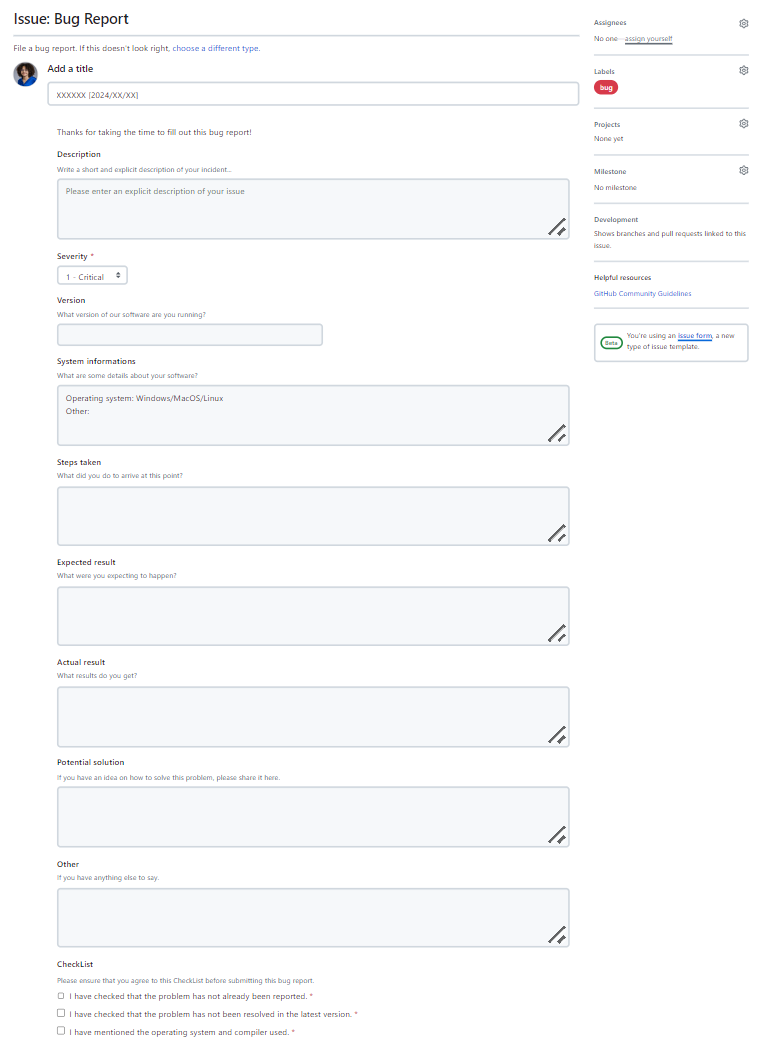 Issue: Bug Report
File a bug report. If this doesn't look right, choose a different type.
Add a title
XXXXXX [2024/XX/XX]
Thanks for taking the time to fill out this bug report!
Description
Write a short and explicit description of your incident...
Please enter an explicit description of your issue
Severity *
1 - Critical
Version
What version of our software are you running?
System informations
What are some details about your software?
Operating system: Windows/MacOS/Linux
Other:
Steps taken
What did you do to arrive at this point?
Expected result
What were you expecting to happen?
Actual result
What results do you get?
Potential solution
If you have an idea on how to solve this problem, please share it here.
Other
If you have anything else to say.
CheckList
Please ensure that you agree to this CheckList before submitting this bug report.
I have checked that the problem has not already been reported. *
I have checked that the problem has not been resolved in the latest version. *
I have mentioned the operating system and compiler used. *
Assignees
No one—assign yourself
Labels
bug
Projects
None yet
Milestone
No milestone
Development
Shows branches and pull requests linked to this
issue.
Helpful resources
GitHub Community Guidelines
Beta
You're using an issue form, a new
type of issue template.